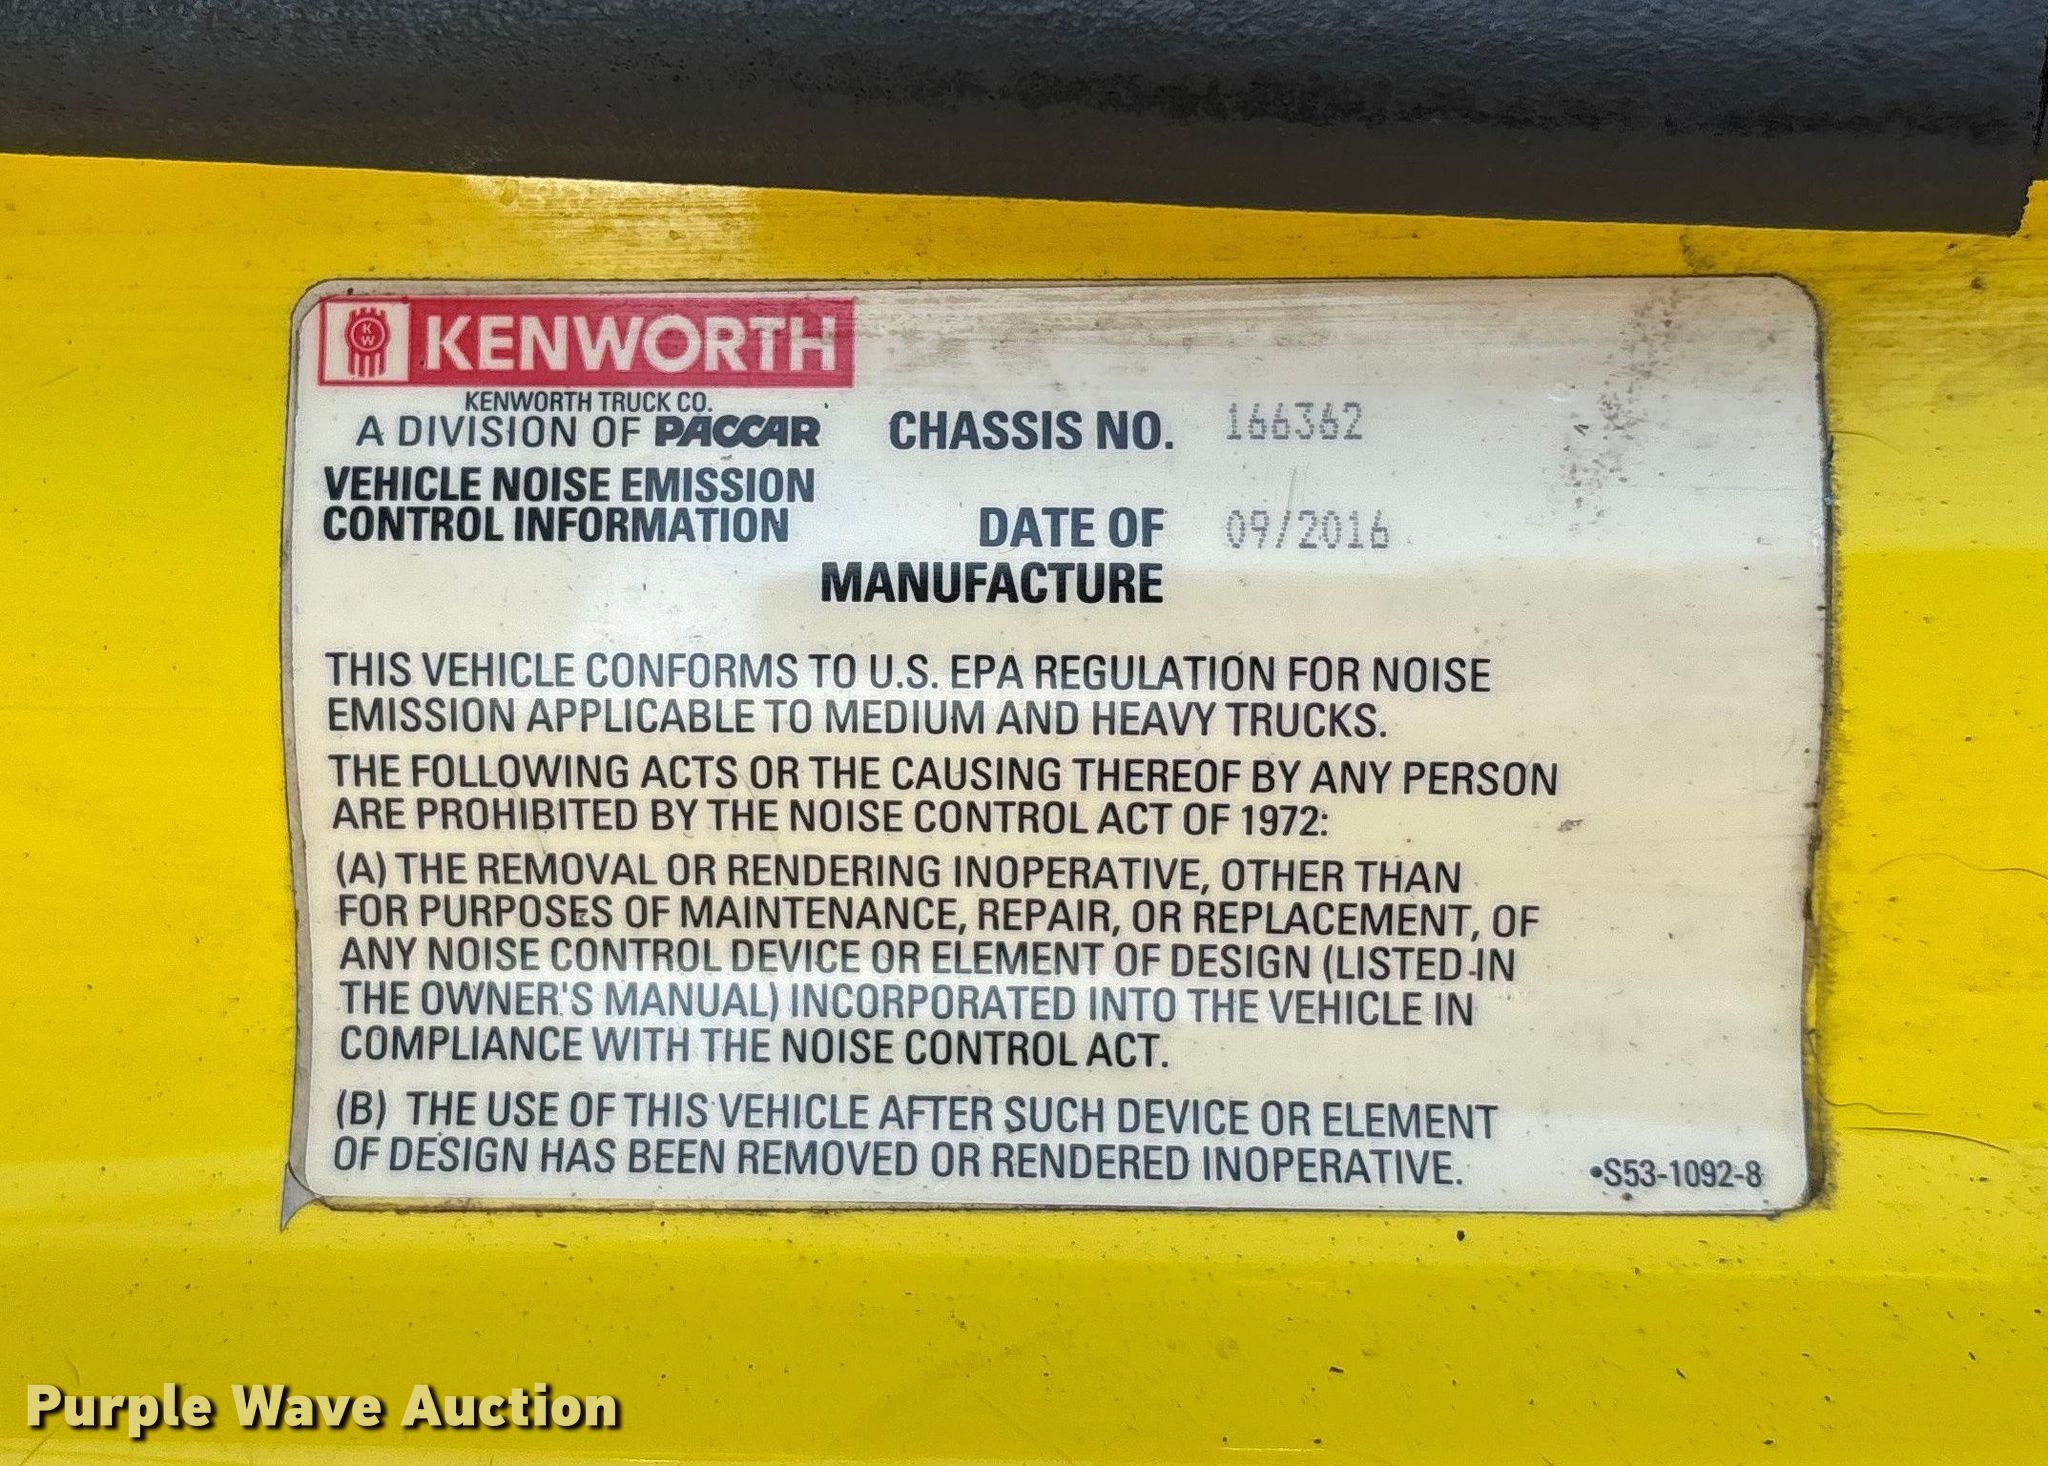 KW KENWORTH
KENWORTH TRUCK CO.
A DIVISION OF PACCAR
CHASSIS NO. 166362
VEHICLE NOISE EMISSION
CONTROL INFORMATION
DATE OF 09/2016
MANUFACTURE
THIS VEHICLE CONFORMS TO U.S. EPA REGULATION FOR NOISE
EMISSION APPLICABLE TO MEDIUM AND HEAVY TRUCKS.
THE FOLLOWING ACTS OR THE CAUSING THEREOF BY ANY PERSON
ARE PROHIBITED BY THE NOISE CONTROL ACT OF 1972:
(A) THE REMOVAL OR RENDERING INOPERATIVE, OTHER THAN
FOR PURPOSES OF MAINTENANCE, REPAIR, OR REPLACEMENT, OF
ANY NOISE CONTROL DEVICE OR ELEMENT OF DESIGN (LISTED IN
THE OWNER'S MANUAL) INCORPORATED INTO THE VEHICLE IN
COMPLIANCE WITH THE NOISE CONTROL ACT.
(B) THE USE OF THIS VEHICLE AFTER SUCH DEVICE OR ELEMENT
OF DESIGN HAS BEEN REMOVED OR RENDERED INOPERATIVE.
•S53-1092-8
Purple Wave Auction